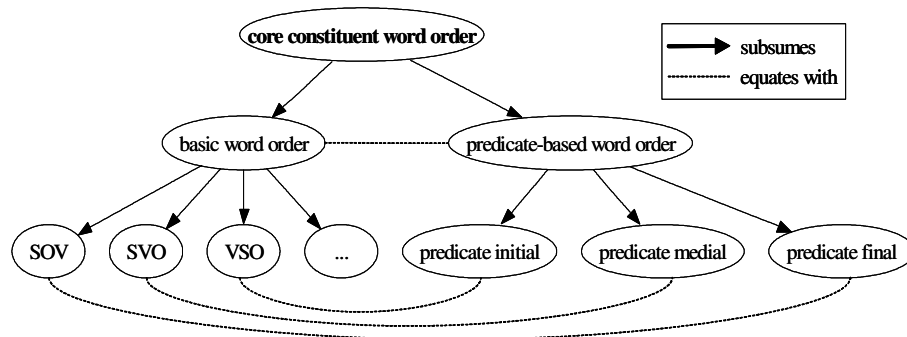 core constituent word order
subsumes
equates with
basic word order
predicate-based word order
SOV
SVO
VSO
...
predicate initial
predicate medial
predicate final